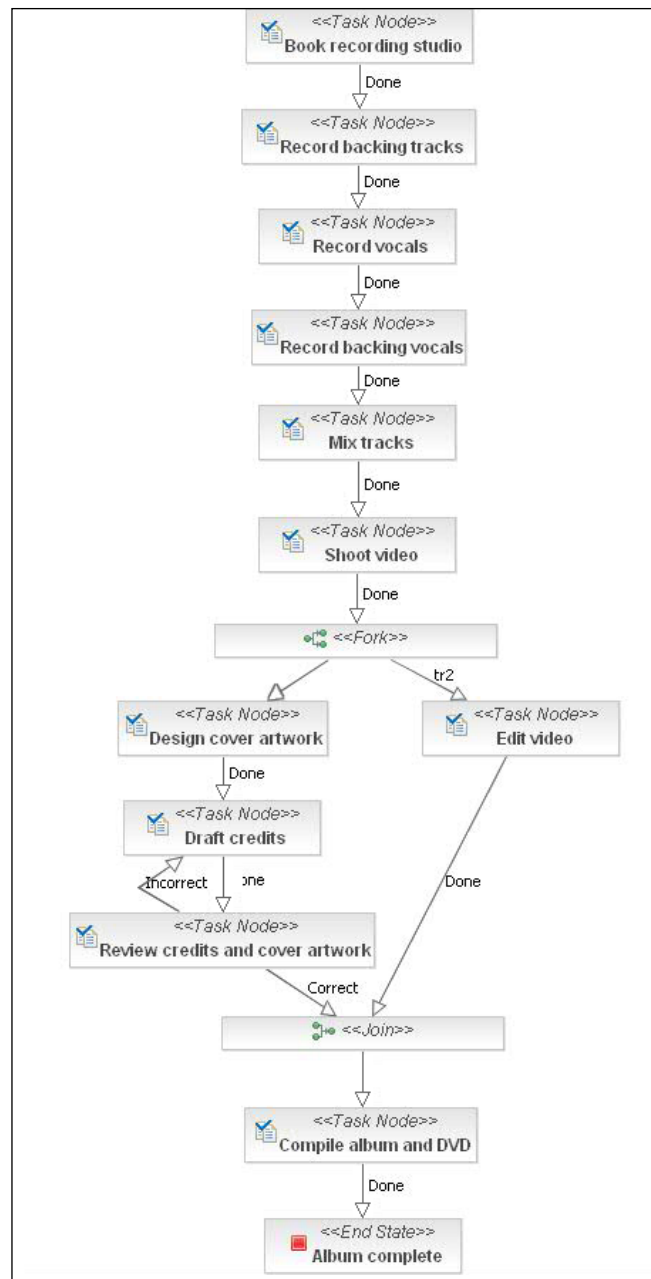 <<Task Node>>
Book recording studio
Done
<<Task Node>>
Record backing tracks
Done
<<Task Node>>
Record vocals
Done
<<Task Node>>
Record backing vocals
Done
<<Task Node>>
Mix tracks
Done
<<Task Node>>
Shoot video
Done
<<Fork>>
tr2
<<Task Node>>
Design cover artwork
<<Task Node>>
Edit video
Done
<<Task Node>>
Draft credits
Incorrect
one
Done
<<Task Node>>
Review credits and cover artwork
Correct
<<Join>>
<<Task Node>>
Compile album and DVD
Done
<<End State>>
Album complete